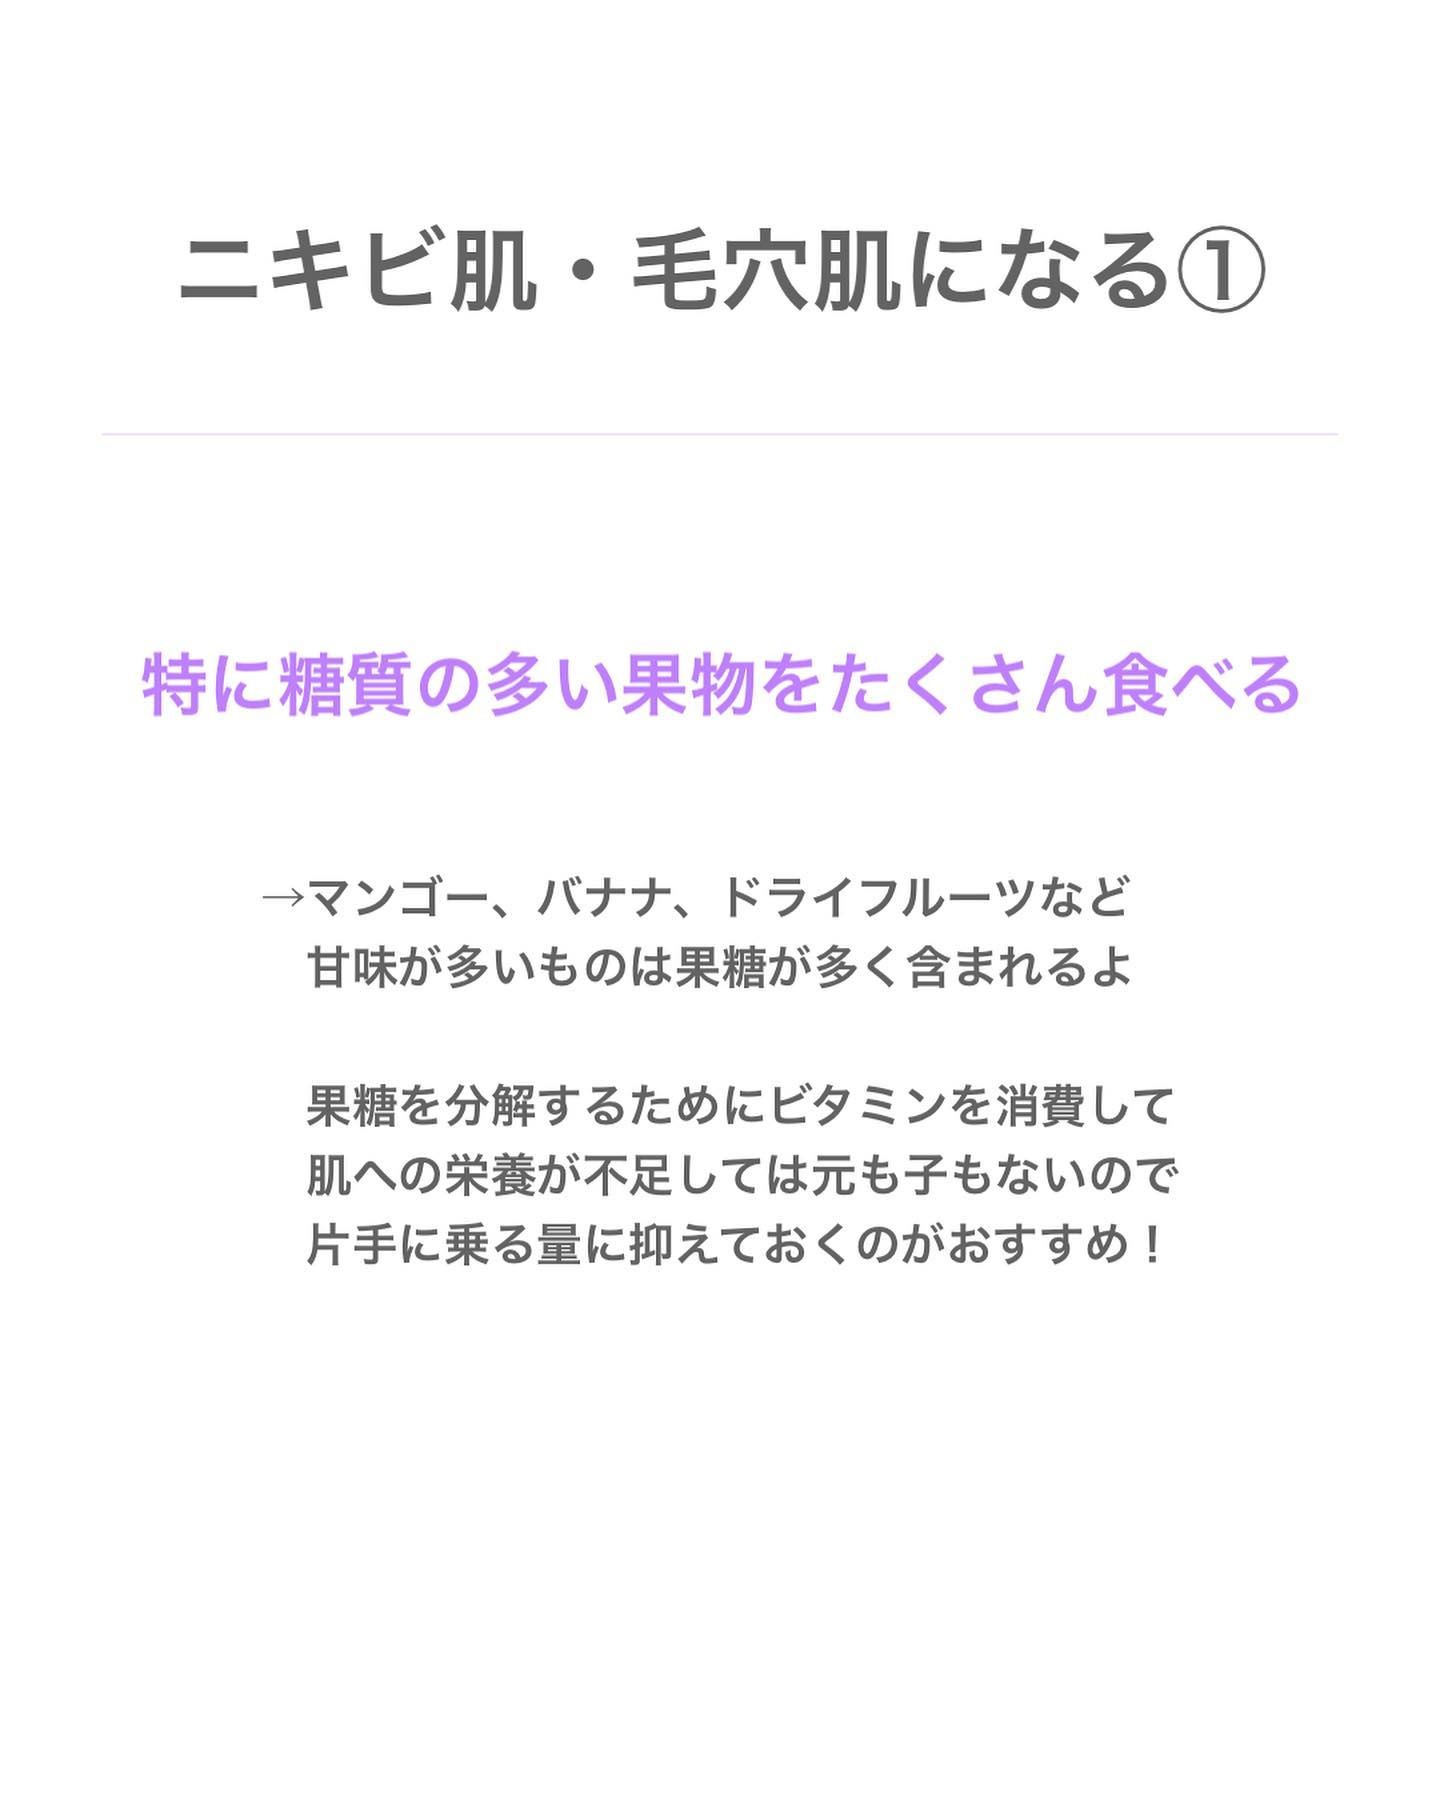 ニキビ肌・毛穴肌になる①
特に糖質の多い果物をたくさん食べる
→マンゴー、バナナ、ドライフルーツなど
甘味が多いものは果糖が多く含まれるよ
果糖を分解するためにビタミンを消費して
肌への栄養が不足しては元も子もないので
片手に乗る量に抑えておくのがおすすめ！